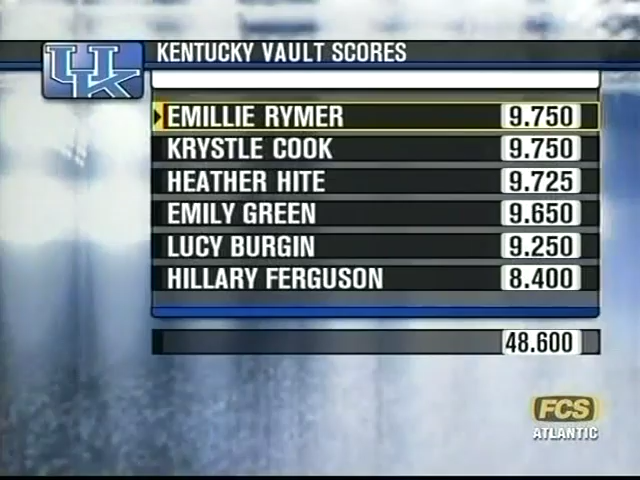 UK
KENTUCKY VAULT SCORES
EMILLIE RYMER 9.750
KRYSTLE COOK 9.750
HEATHER HITE 9.725
EMILY GREEN 9.650
LUCY BURGIN 9.250
HILLARY FERGUSON 8.400
48.600
FCS
ATLANTIC